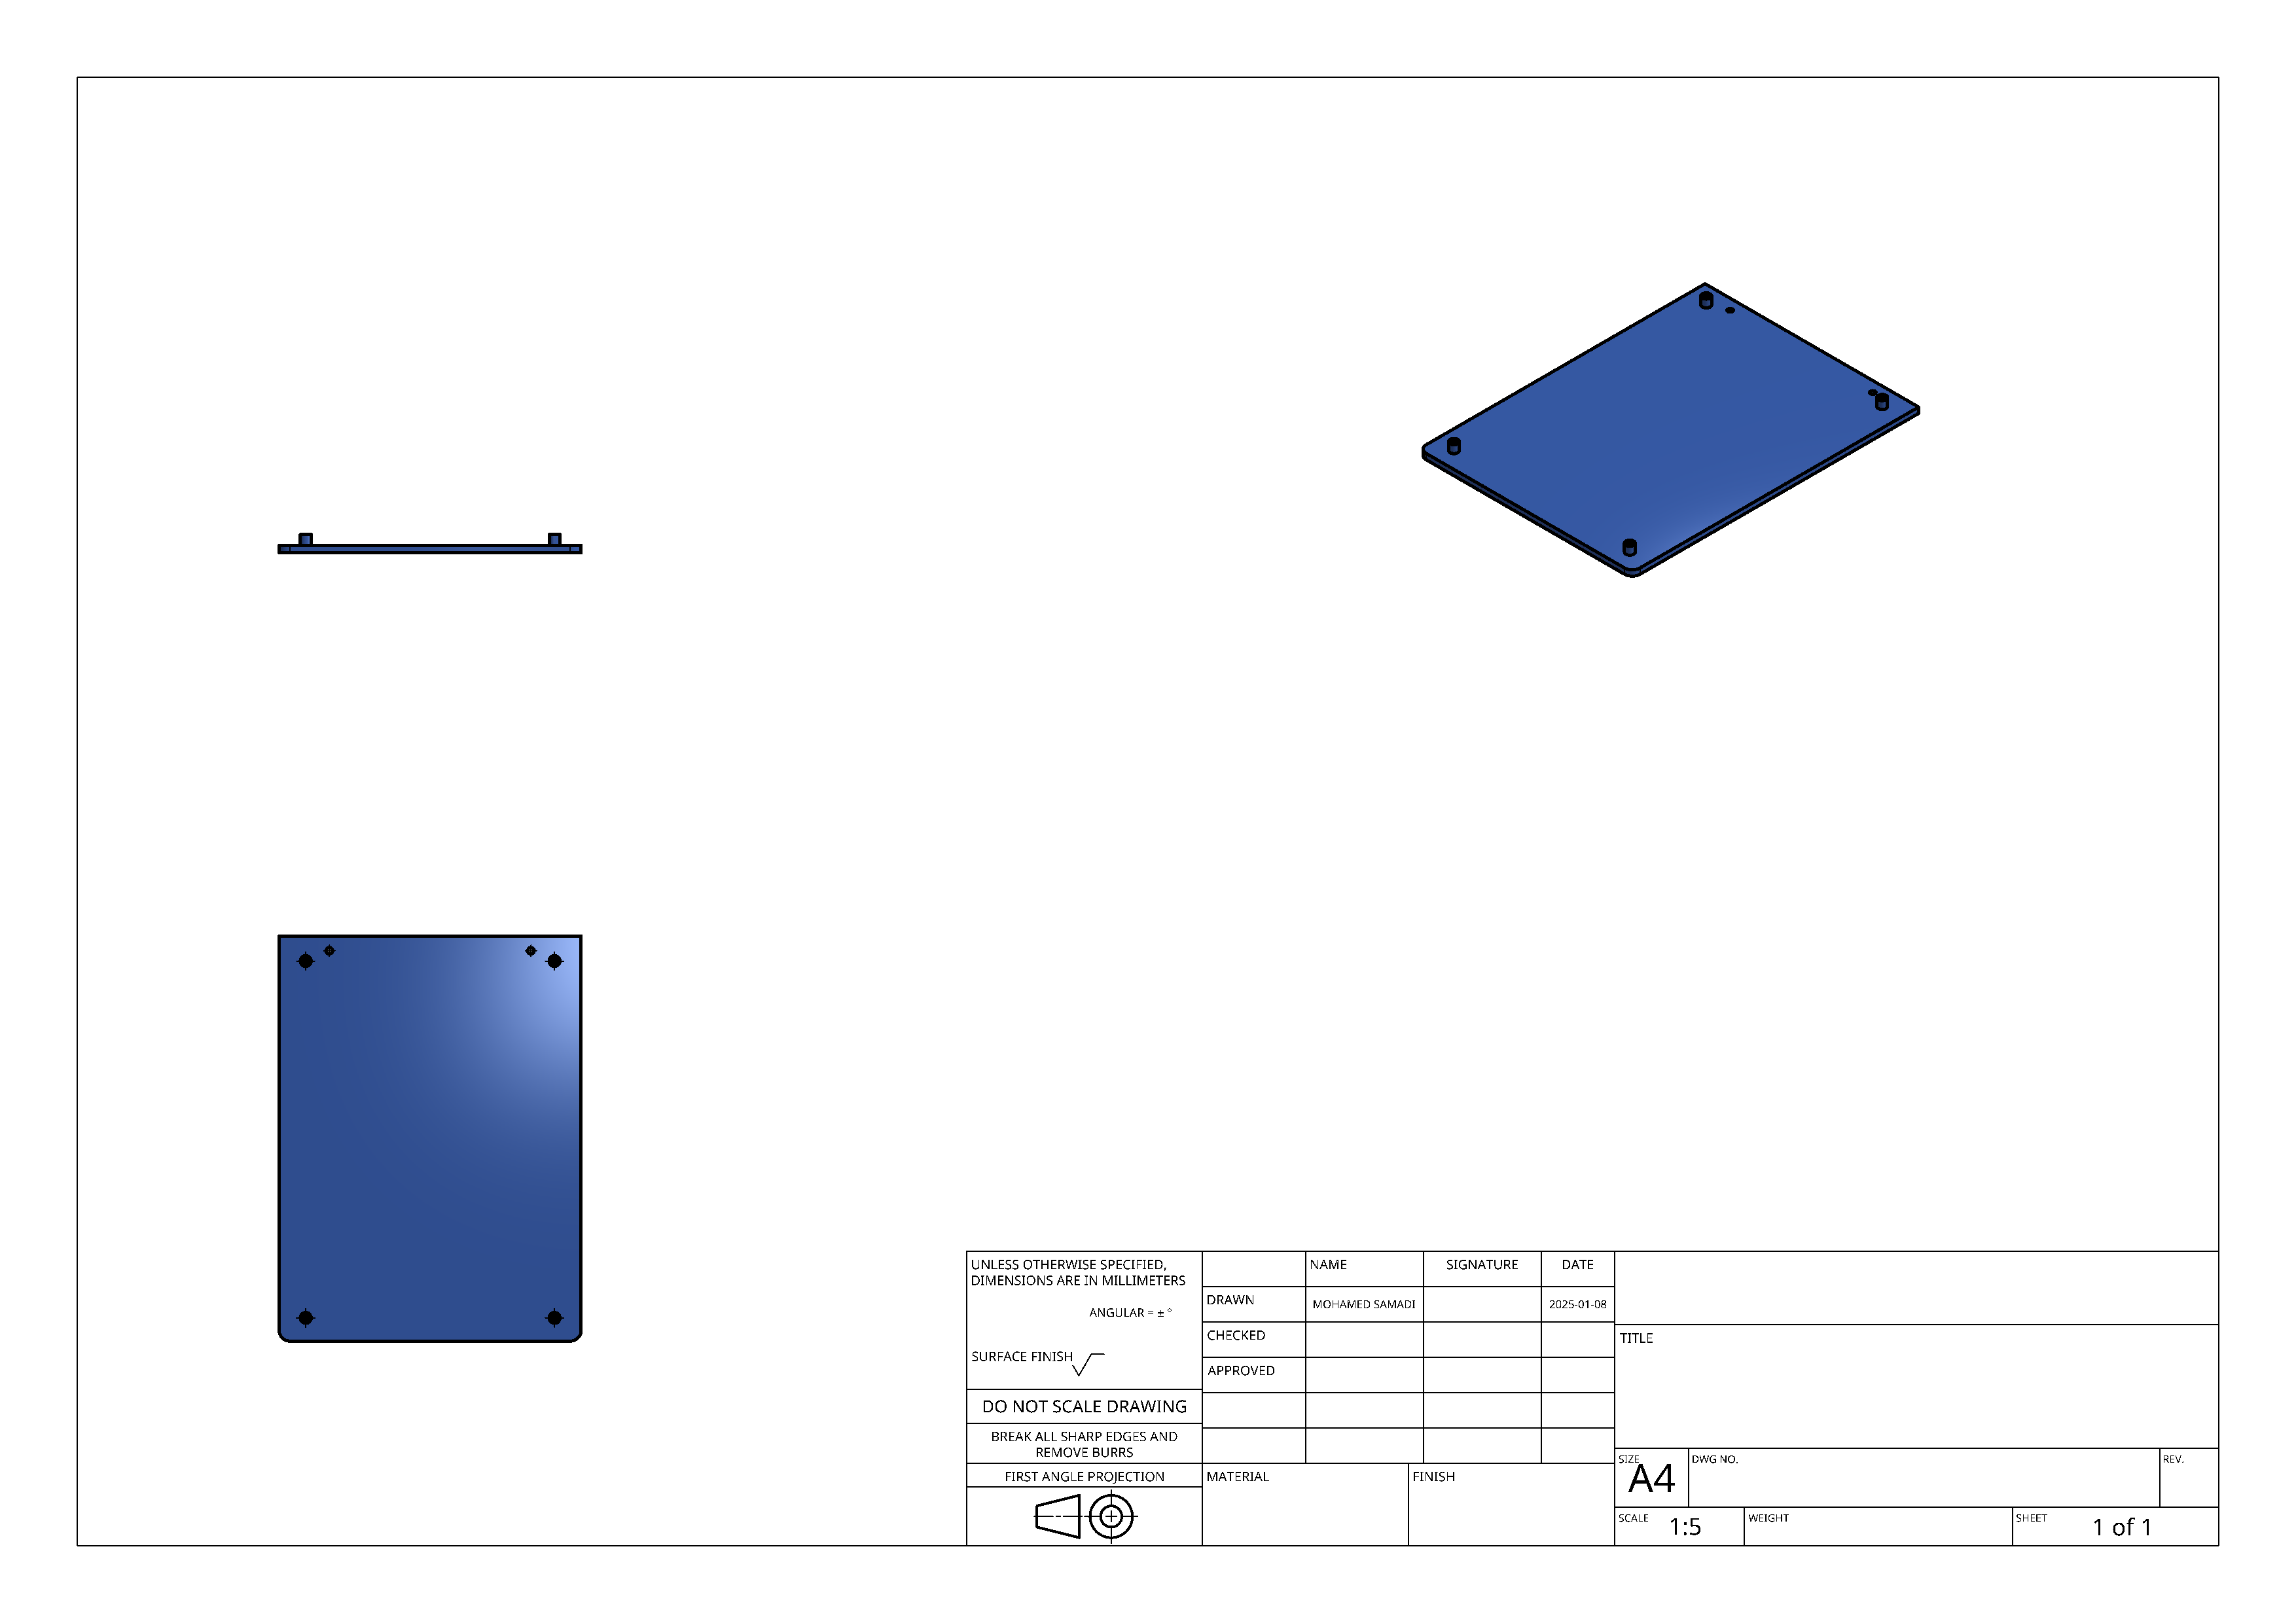 UNLESS OTHERWISE SPECIFIED,
DIMENSIONS ARE IN MILLIMETERS
ANGULAR = ± °
SURFACE FINISH
DO NOT SCALE DRAWING
BREAK ALL SHARP EDGES AND
REMOVE BURRS
FIRST ANGLE PROJECTION
NAME
SIGNATURE
DATE
DRAWN
MOHAMED SAMADI
2025-01-08
CHECKED
APPROVED
MATERIAL
FINISH
TITLE
SIZE
A4
DWG NO.
REV.
SCALE
1:5
WEIGHT
SHEET
1 of 1